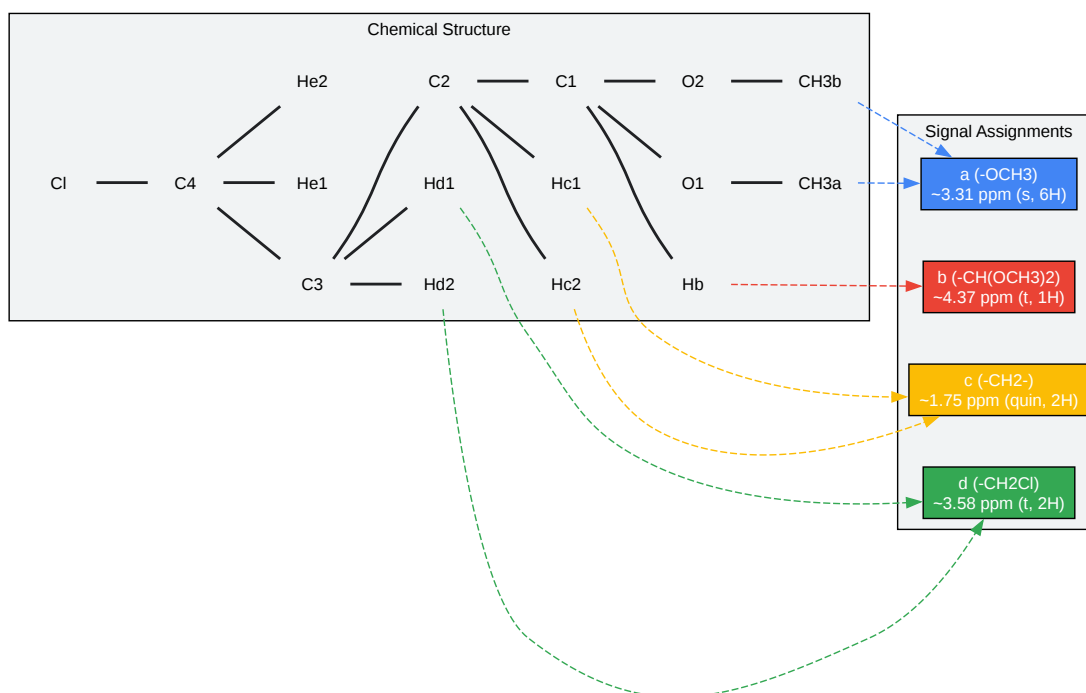 Chemical Structure
He2
C2
C1
O2
CH3b
Cl
C4
He1
Hd1
Hc1
O1
CH3a
C3
Hd2
Hc2
Hb
Signal Assignments
a (-OCH3)
~3.31 ppm (s, 6H)
b (-CH(OCH3)2)
~4.37 ppm (t, 1H)
c (-CH2-)
~1.75 ppm (quin, 2H)
d (-CH2Cl)
~3.58 ppm (t, 2H)